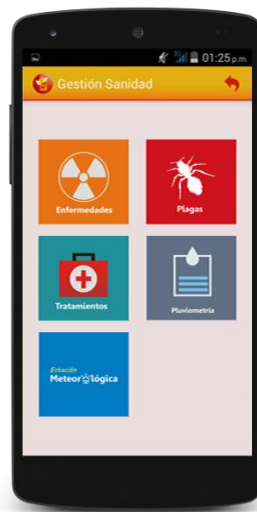 01:25 p.m.
Gestión Sanidad
Enfermedades
Plagas
Tratamientos
Pluviometría
Estación
Meteorológica